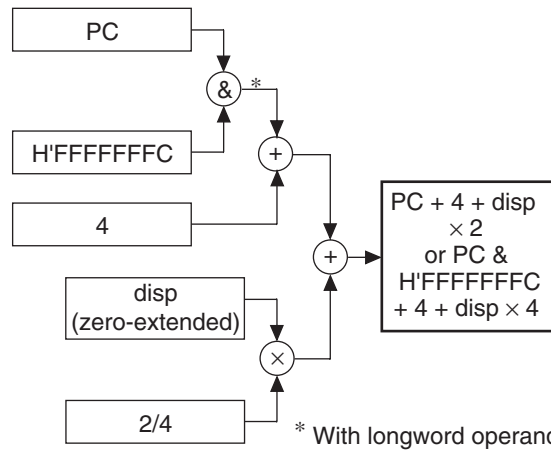 PC
&
*
H'FFFFFFFC
+
4
PC + 4 + disp
× 2
or PC &
H'FFFFFFFC
+ 4 + disp × 4
+
disp
(zero-extended)
×
2/4
* With longword operand